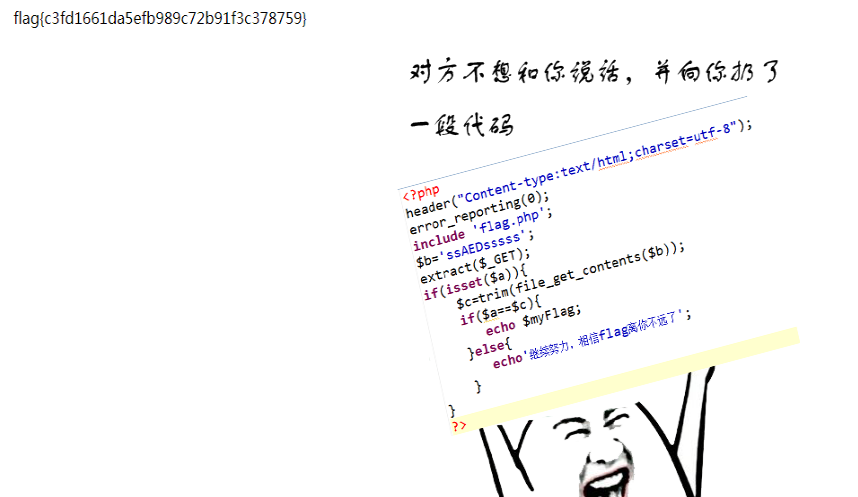 flag{c3fd1661da5efb989c72b91f3c378759}
对方不想和你说话，并向你扔了
一段代码
<?php
header("Content-type:text/html;charset=utf-8");
error_reporting(0);
include 'flag.php';
$b='ssAEDsssss';
extract($_GET);
if(isset($a)){
$c=trim(file_get_contents($b));
if($a==$c){
echo $myFlag;
}else{
echo'继续努力，相信flag离你不远了';
}
}
?>